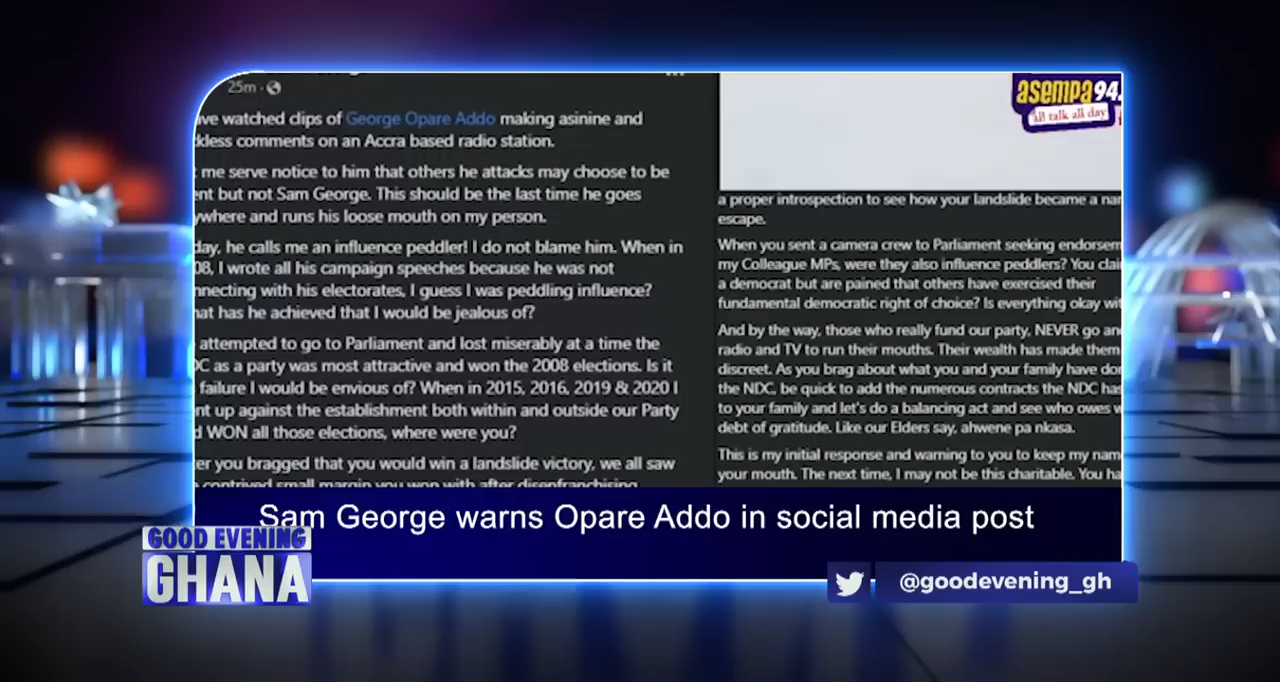 25m
ve watched clips of George Opare Addo making asinine and
kless comments on an Accra based radio station.
me serve notice to him that others he attacks may choose to be
nt but not Sam George. This should be the last time he goes
ywhere and runs his loose mouth on my person.
day, he calls me an influence peddler! I do not blame him. When in
08, I wrote all his campaign speeches because he was not
nnecting with his electorates, I guess I was peddling influence?
at has he achieved that I would be jealous of?
attempted to go to Parliament and lost miserably at a time the
DC as a party was most attractive and won the 2008 elections. Is it
failure I would be envious of? When in 2015, 2016, 2019 & 2020 I
nt up against the establishment both within and outside our Party
d WON all those elections, where were you?
er you bragged that you would win a landslide victory, we all saw
contrived small margin you won with after disenfranchising
asempa 94.
all talk all day
a proper introspection to see how your landslide became a nar
escape.
When you sent a camera crew to Parliament seeking endorsem
my Colleague MPs, were they also influence peddlers? You clai
a democrat but are pained that others have exercised their
fundamental democratic right of choice? Is everything okay wit
And by the way, those who really fund our party, NEVER go an
radio and TV to run their mouths. Their wealth has made them
discreet. As you brag about what you and your family have don
the NDC, be quick to add the numerous contracts the NDC has
to your family and let's do a balancing act and see who owes w
debt of gratitude. Like our Elders say, ahwene pa nkasa.
This is my initial response and warning to you to keep my nam
your mouth. The next time, I may not be this charitable. You ha
Sam George warns Opare Addo in social media post
GOOD EVENING
GHANA
@goodevening_gh